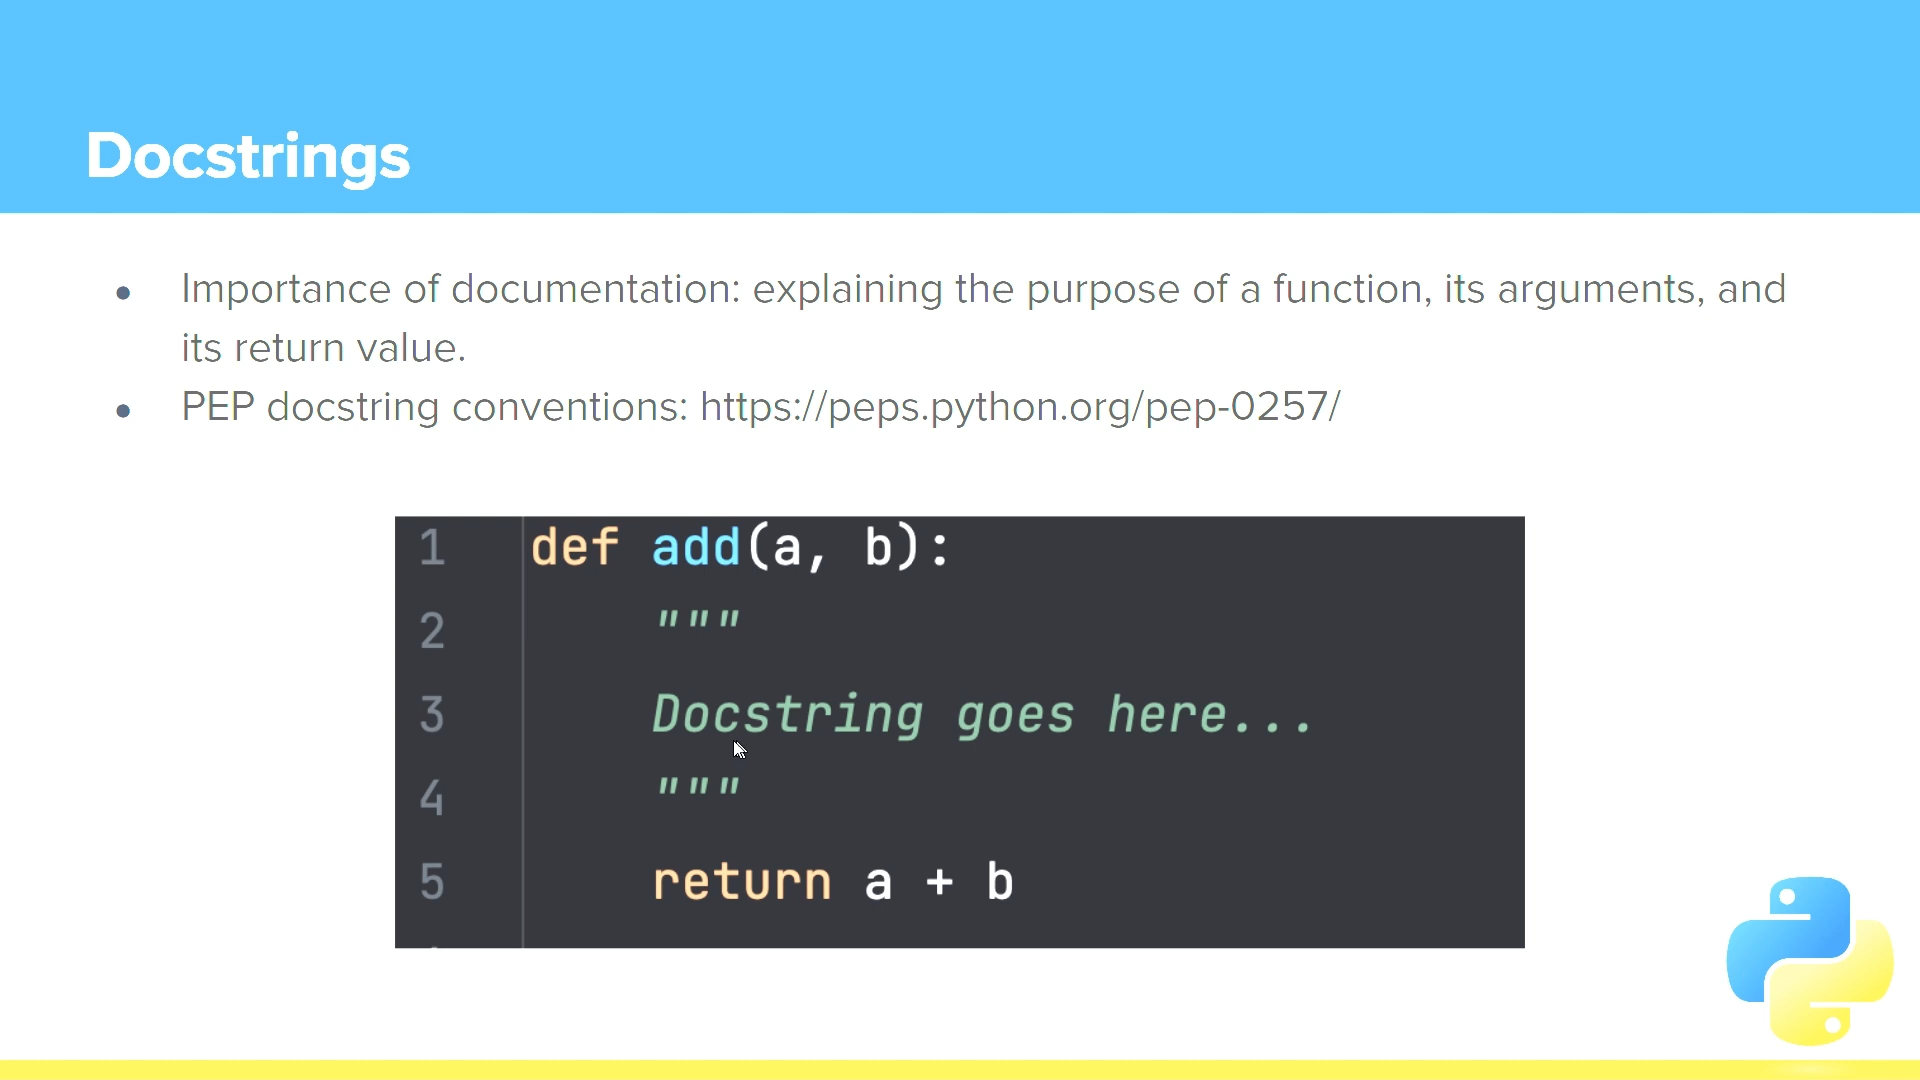 Docstrings
• Importance of documentation: explaining the purpose of a function, its arguments, and
its return value.
• PEP docstring conventions: https://peps.python.org/pep-0257/
1 def add(a, b):
2     """
3     Docstring goes here...
4     """
5     return a + b